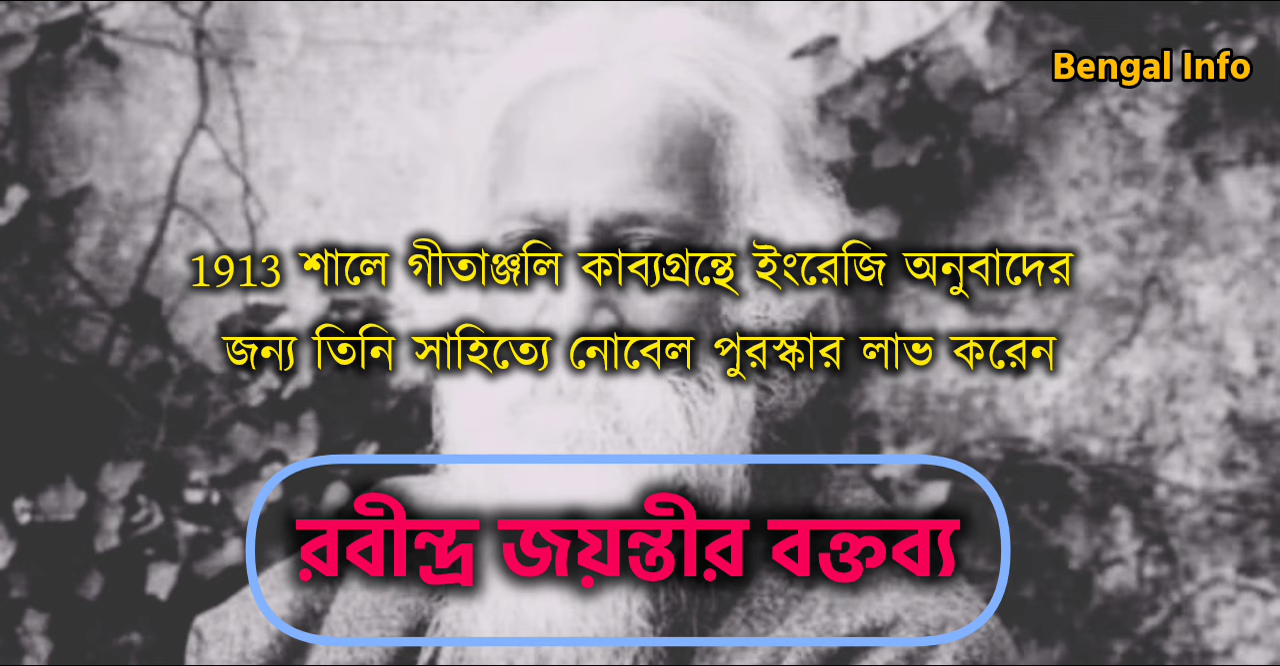 Bengal Info
1913 শালে গীতাঞ্জলি কাব্যগ্রন্থে ইংরেজি অনুবাদের
জন্য তিনি সাহিত্যে নোবেল পুরস্কার লাভ করেন
রবীন্দ্র জয়ন্তীর বক্তব্য